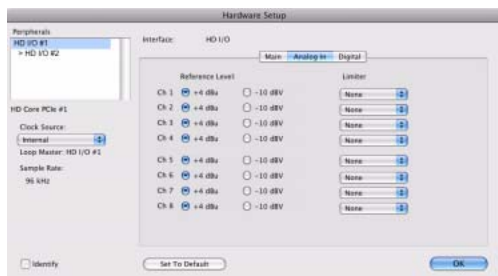 Hardware Setup
Peripherals
HD I/O #1
> HD I/O #2
HD Core PCIe #1
Clock Source:
Internal
Loop Master: HD I/O #1
Sample Rate:
96 kHz
Identify
Interface: HD I/O
Main Analog In Digital
Reference Level Limiter
Ch 1 +4 dBu -10 dBV None
Ch 2 +4 dBu -10 dBV None
Ch 3 +4 dBu -10 dBV None
Ch 4 +4 dBu -10 dBV None
Ch 5 +4 dBu -10 dBV None
Ch 6 +4 dBu -10 dBV None
Ch 7 +4 dBu -10 dBV None
Ch 8 +4 dBu -10 dBV None
Set To Default OK